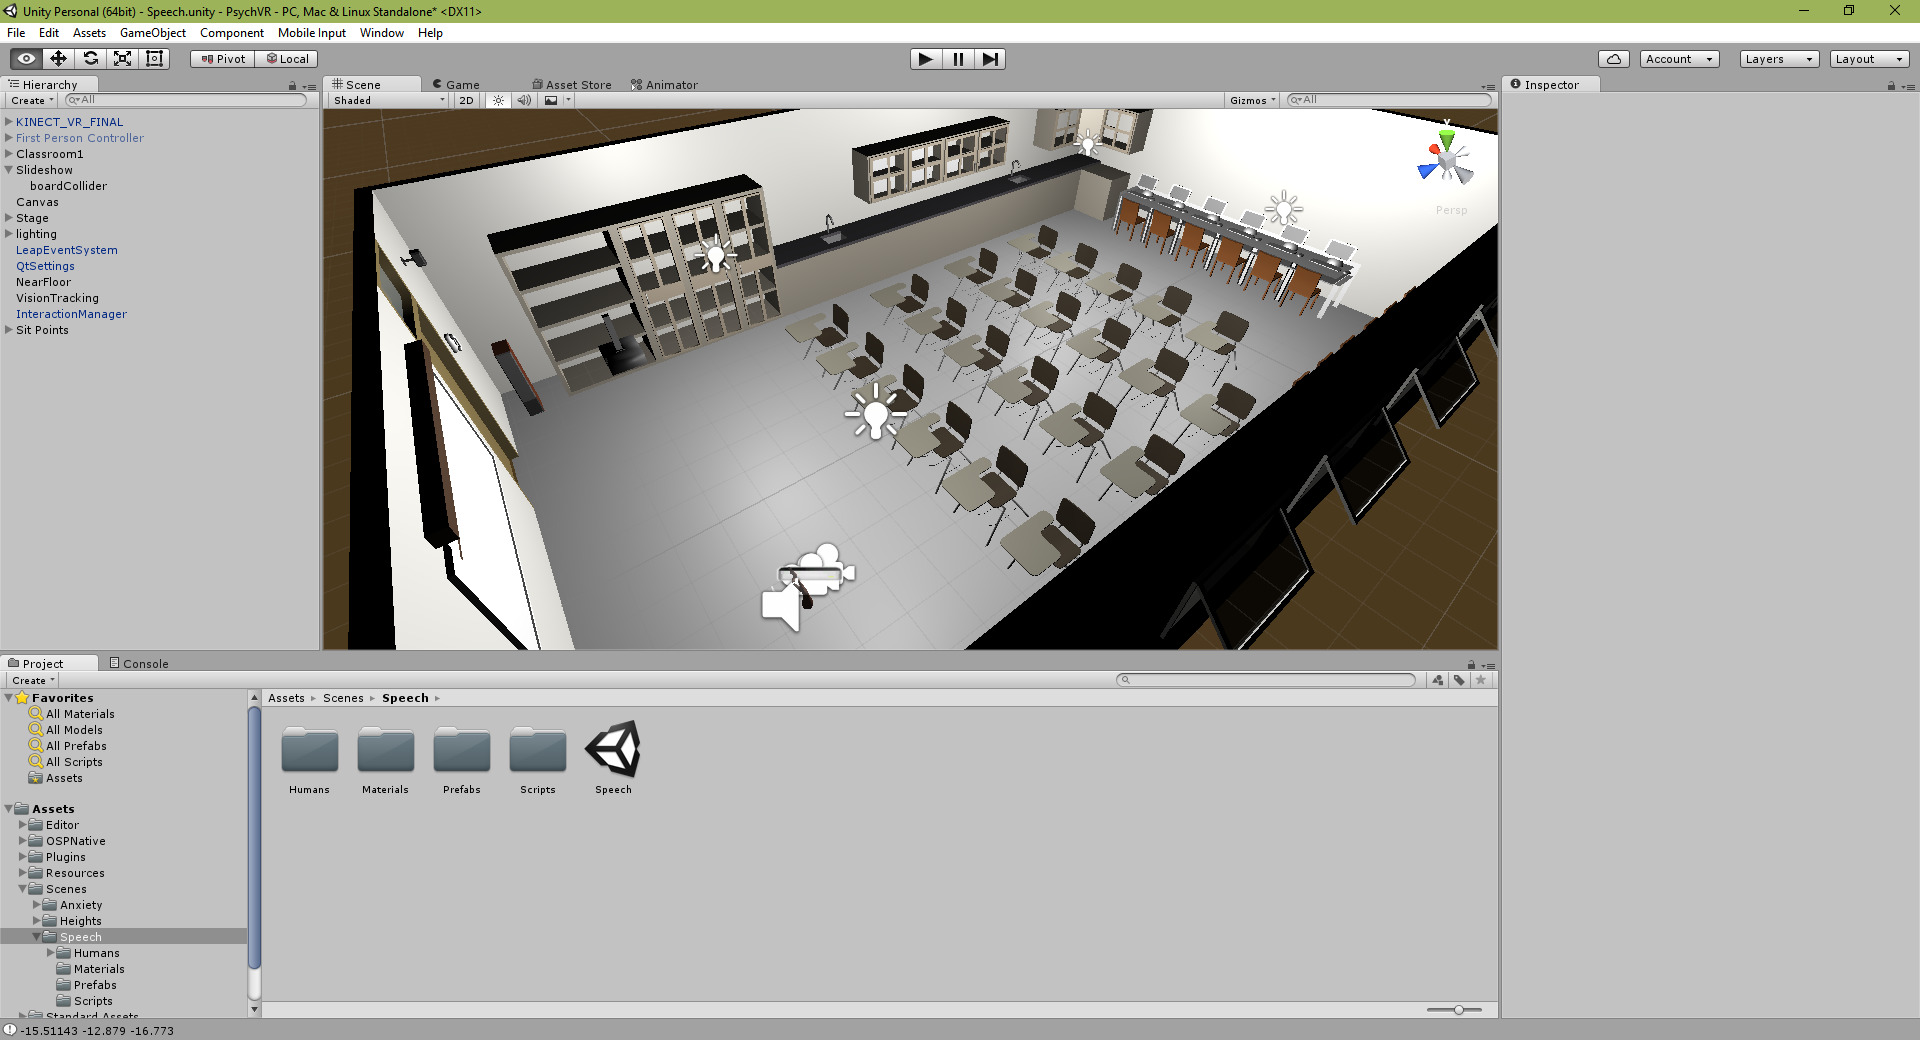 Unity Personal (64bit) - Speech.unity - PsychVR - PC, Mac & Linux Standalone* <DX11>
File Edit Assets GameObject Component Mobile Input Window Help
Pivot Local Account Layers Layout
Hierarchy
Create All
KINECT_VR_FINAL
First Person Controller
Classroom1
Slideshow
boardCollider
Canvas
Stage
lighting
LeapEventSystem
QtSettings
NearFloor
VisionTracking
InteractionManager
Sit Points
Scene Game Asset Store Animator
Shaded 2D Gizmos All
y
Persp
Inspector
Project Console
Create
Favorites
All Materials
All Models
All Prefabs
All Scripts
Assets
Assets
Editor
OSPNative
Plugins
Resources
Scenes
Anxiety
Heights
Speech
Humans
Materials
Prefabs
Scripts
Standard Assets
Assets Scenes Speech
Humans Materials Prefabs Scripts Speech
-15.51143 -12.879 -16.773